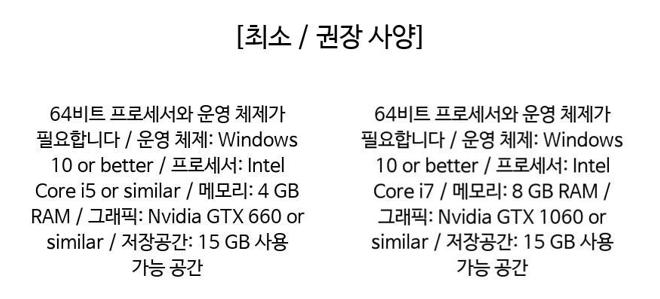 [최소 / 권장 사양]
64비트 프로세서와 운영 체제가
필요합니다 / 운영 체제: Windows
10 or better / 프로세서: Intel
Core i5 or similar / 메모리: 4 GB
RAM / 그래픽: Nvidia GTX 660 or
similar / 저장공간: 15 GB 사용
가능 공간
64비트 프로세서와 운영 체제가
필요합니다 / 운영 체제: Windows
10 or better / 프로세서: Intel
Core i7 / 메모리: 8 GB RAM /
그래픽: Nvidia GTX 1060 or
similar / 저장공간: 15 GB 사용
가능 공간